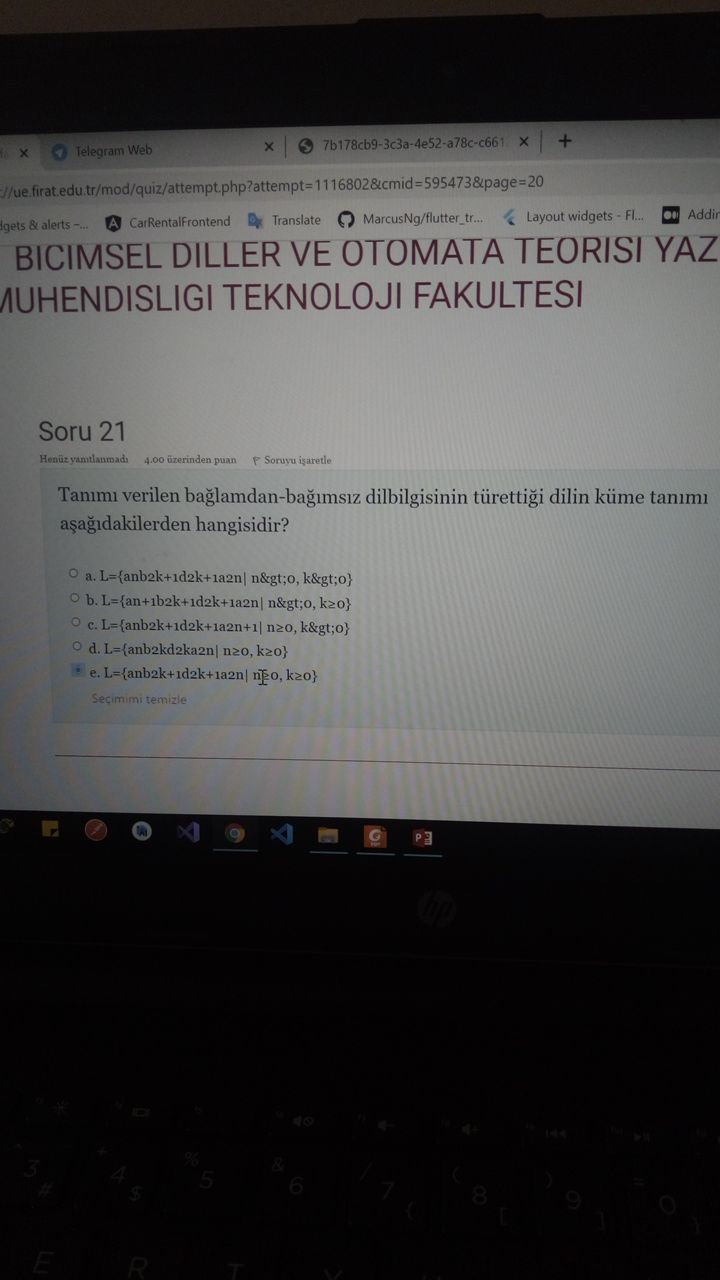 Telegram Web
7b178cb9-3c3a-4e52-a78c-c661
://ue.firat.edu.tr/mod/quiz/attempt.php?attempt=1116802&cmid=595473&page=20
dgets & alerts –... CarRentalFrontend Translate MarcusNg/flutter_tr... Layout widgets - Fl... Addin
BICIMSEL DILLER VE OTOMATA TEORISI YAZ
MUHENDISLIGI TEKNOLOJI FAKULTESI
Soru 21
Henüz yanıtlanmadı 4.00 üzerinden puan Soruyu işaretle
Tanımı verilen bağlamdan-bağımsız dilbilgisinin türettiği dilin küme tanımı
aşağıdakilerden hangisidir?
a. L={anb2k+1d2k+1a2n| n&gt;0, k&gt;0}
b. L={an+1b2k+1d2k+1a2n| n&gt;0, k≥0}
c. L={anb2k+1d2k+1a2n+1| n≥0, k&gt;0}
d. L={anb2kd2ka2n| n≥0, k≥0}
e. L={anb2k+1d2k+1a2n| n≥0, k≥0}
Seçimimi temizle
hp
3 # + 4 $ % 5 & 6 / 7 { ( 8 [ ) 9 ] = 0 }
E R T